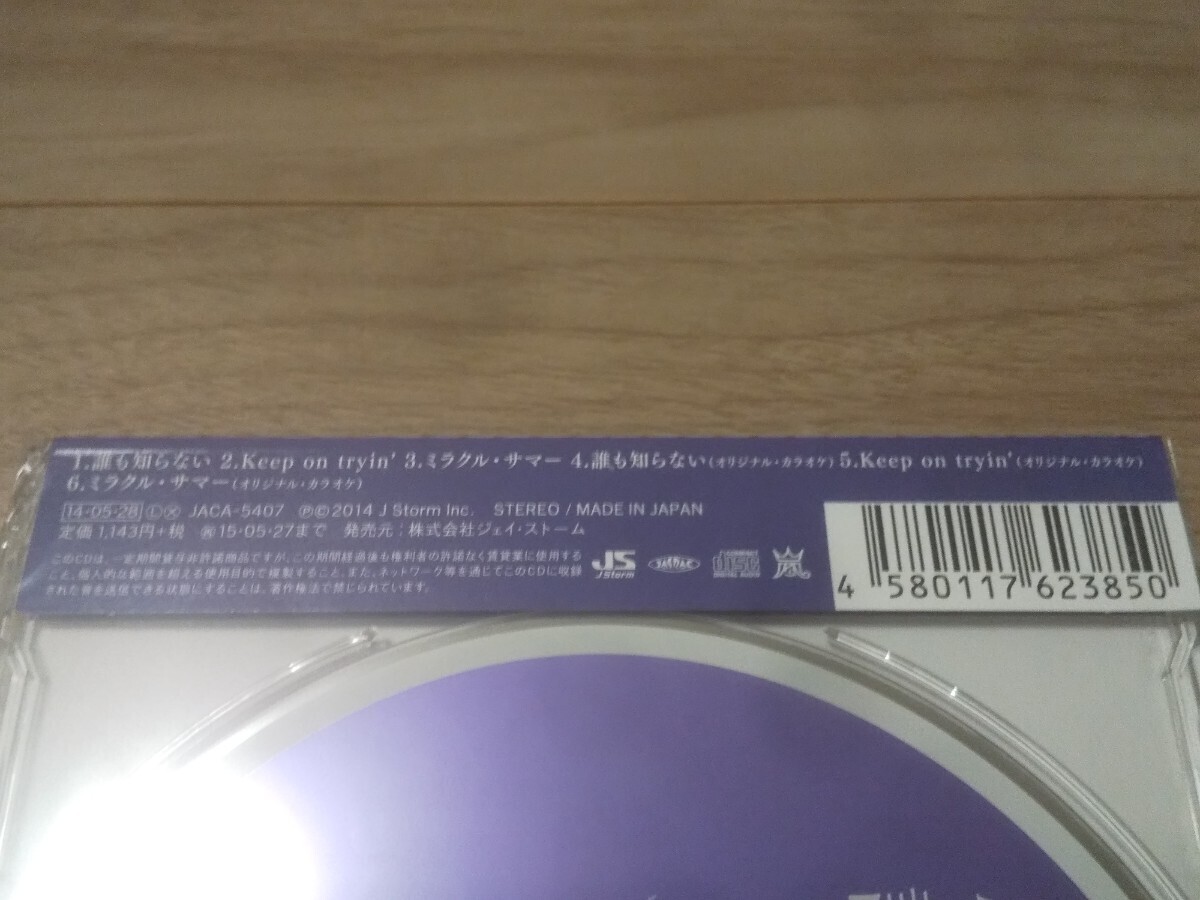 1.誰も知らない 2.Keep on tryin' 3.ミラクル・サマー 4.誰も知らない(オリジナル・カラオケ) 5.Keep on tryin'(オリジナル・カラオケ)
6.ミラクル・サマー(オリジナル・カラオケ)
14・05・28 Ⓛ Ⓧ JACA-5407 ℗©2014 J Storm Inc. STEREO / MADE IN JAPAN
定価 1,143円+税 15・05・27まで 発売元:株式会社ジェイ・ストーム
このCDは、一定期間貸与非許諾商品ですが、この期間経過後も権利者の許諾なく賃貸業に使用する
こと、個人的な範囲を超える使用目的で複製すること、また、ネットワーク等を通じてこのCDに収録
された音を送信できる状態にすることは、著作権法で禁じられています。
JS
J Storm
JASRAC
COMPACT
disc
DIGITAL AUDIO
嵐
4 580117 623850